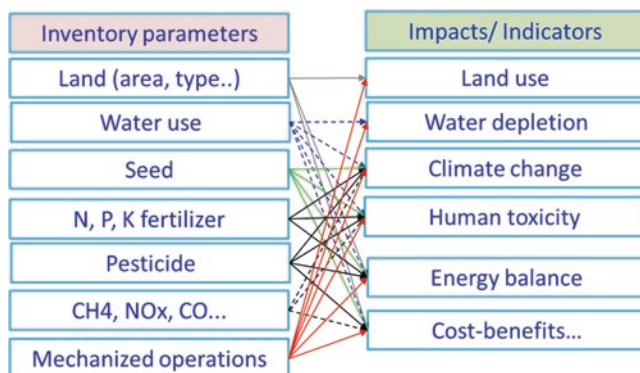 Inventory parameters
Land (area, type..)
Water use
Seed
N, P, K fertilizer
Pesticide
CH4, NOx, CO...
Mechanized operations
Impacts/ Indicators
Land use
Water depletion
Climate change
Human toxicity
Energy balance
Cost-benefits...